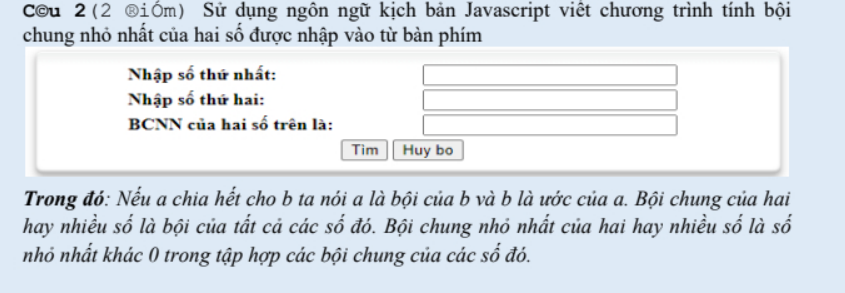 C©u 2 (2 ®iÓm) Sử dụng ngôn ngữ kịch bản Javascript viết chương trình tính bội
chung nhỏ nhất của hai số được nhập vào từ bàn phím
Nhập số thứ nhất:
Nhập số thứ hai:
BCNN của hai số trên là:
Tim Huy bo
Trong đó: Nếu a chia hết cho b ta nói a là bội của b và b là ước của a. Bội chung của hai
hay nhiều số là bội của tất cả các số đó. Bội chung nhỏ nhất của hai hay nhiều số là số
nhỏ nhất khác 0 trong tập hợp các bội chung của các số đó.